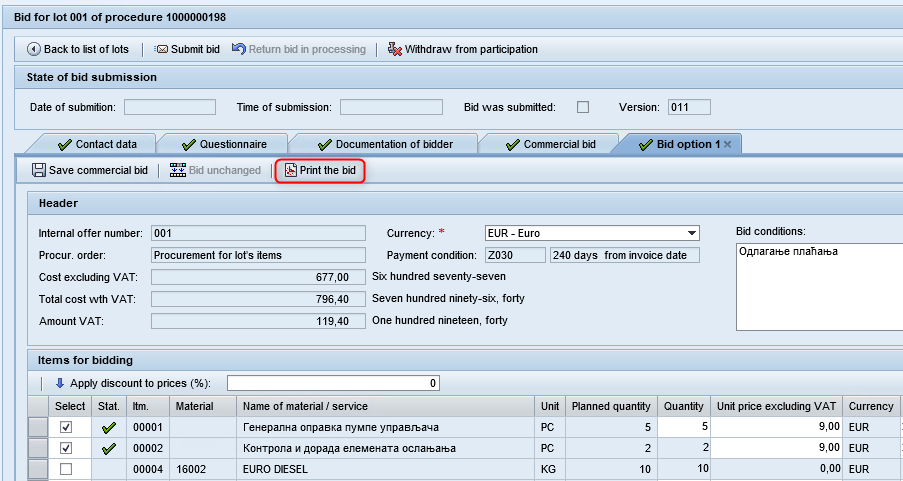 Bid for lot 001 of procedure 1000000198
Back to list of lots Submit bid Return bid in processing Withdraw from participation
State of bid submission
Date of submition: Time of submission: Bid was submitted: Version: 011
Contact data Questionnaire Documentation of bidder Commercial bid Bid option 1
Save commercial bid Bid unchanged Print the bid
Header
Internal offer number: 001 Currency: * EUR - Euro Bid conditions:
Procur. order: Procurement for lot's items Payment condition: Z030 240 days from invoice date Одлагање плаћања
Cost excluding VAT: 677,00 Six hundred seventy-seven
Total cost wth VAT: 796,40 Seven hundred ninety-six, forty
Amount VAT: 119,40 One hundred nineteen, forty
Items for bidding
Apply discount to prices (%): 0
Select Stat. Itm. Material Name of material / service Unit Planned quantity Quantity Unit price excluding VAT Currency
00001 Генерална оправка пумпе управљача PC 5 5 9,00 EUR
00002 Контрола и дорада елемената ослањања PC 2 2 9,00 EUR
00004 16002 EURO DIESEL KG 10 10 0,00 EUR